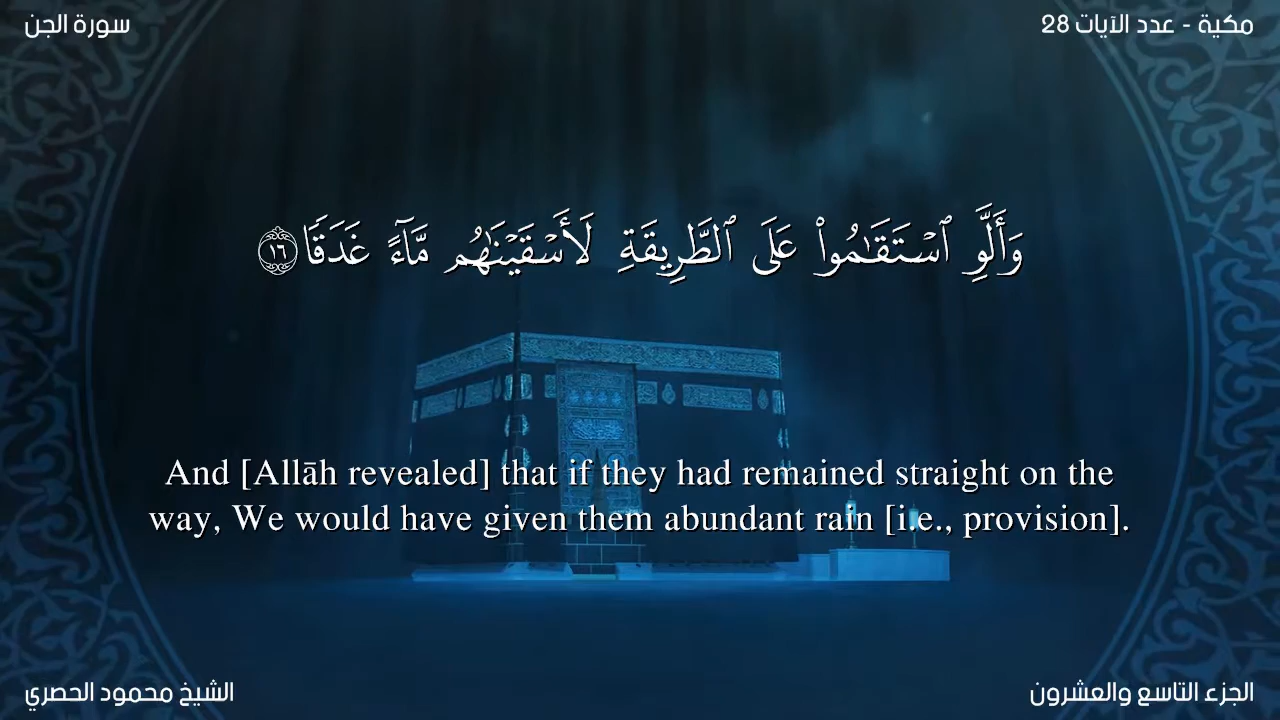 سورة الجن
مكية - عدد الآيات 28
وَأَلَّوِ ٱسْتَقَـٰمُوا۟ عَلَى ٱلطَّرِيقَةِ لَأَسْقَيْنَـٰهُم مَّآءً غَدَقًا ١٦
And [Allāh revealed] that if they had remained straight on the
way, We would have given them abundant rain [i.e., provision].
الشيخ محمود الحصري
الجزء التاسع والعشرون